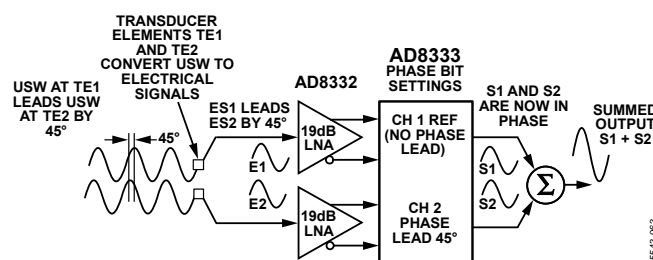 TRANSDUCER
ELEMENTS TE1
AND TE2
CONVERT USW TO
ELECTRICAL
SIGNALS
USW AT TE1
LEADS USW
AT TE2 BY
45°
45°
ES1 LEADS
ES2 BY 45°
AD8332
19dB
LNA
E1
E2
19dB
LNA
AD8333
PHASE BIT
SETTINGS
CH 1 REF
(NO PHASE
LEAD)
CH 2
PHASE
LEAD 45°
S1 AND S2
ARE NOW IN
PHASE
S1
S2
Σ
SUMMED
OUTPUT
S1 + S2